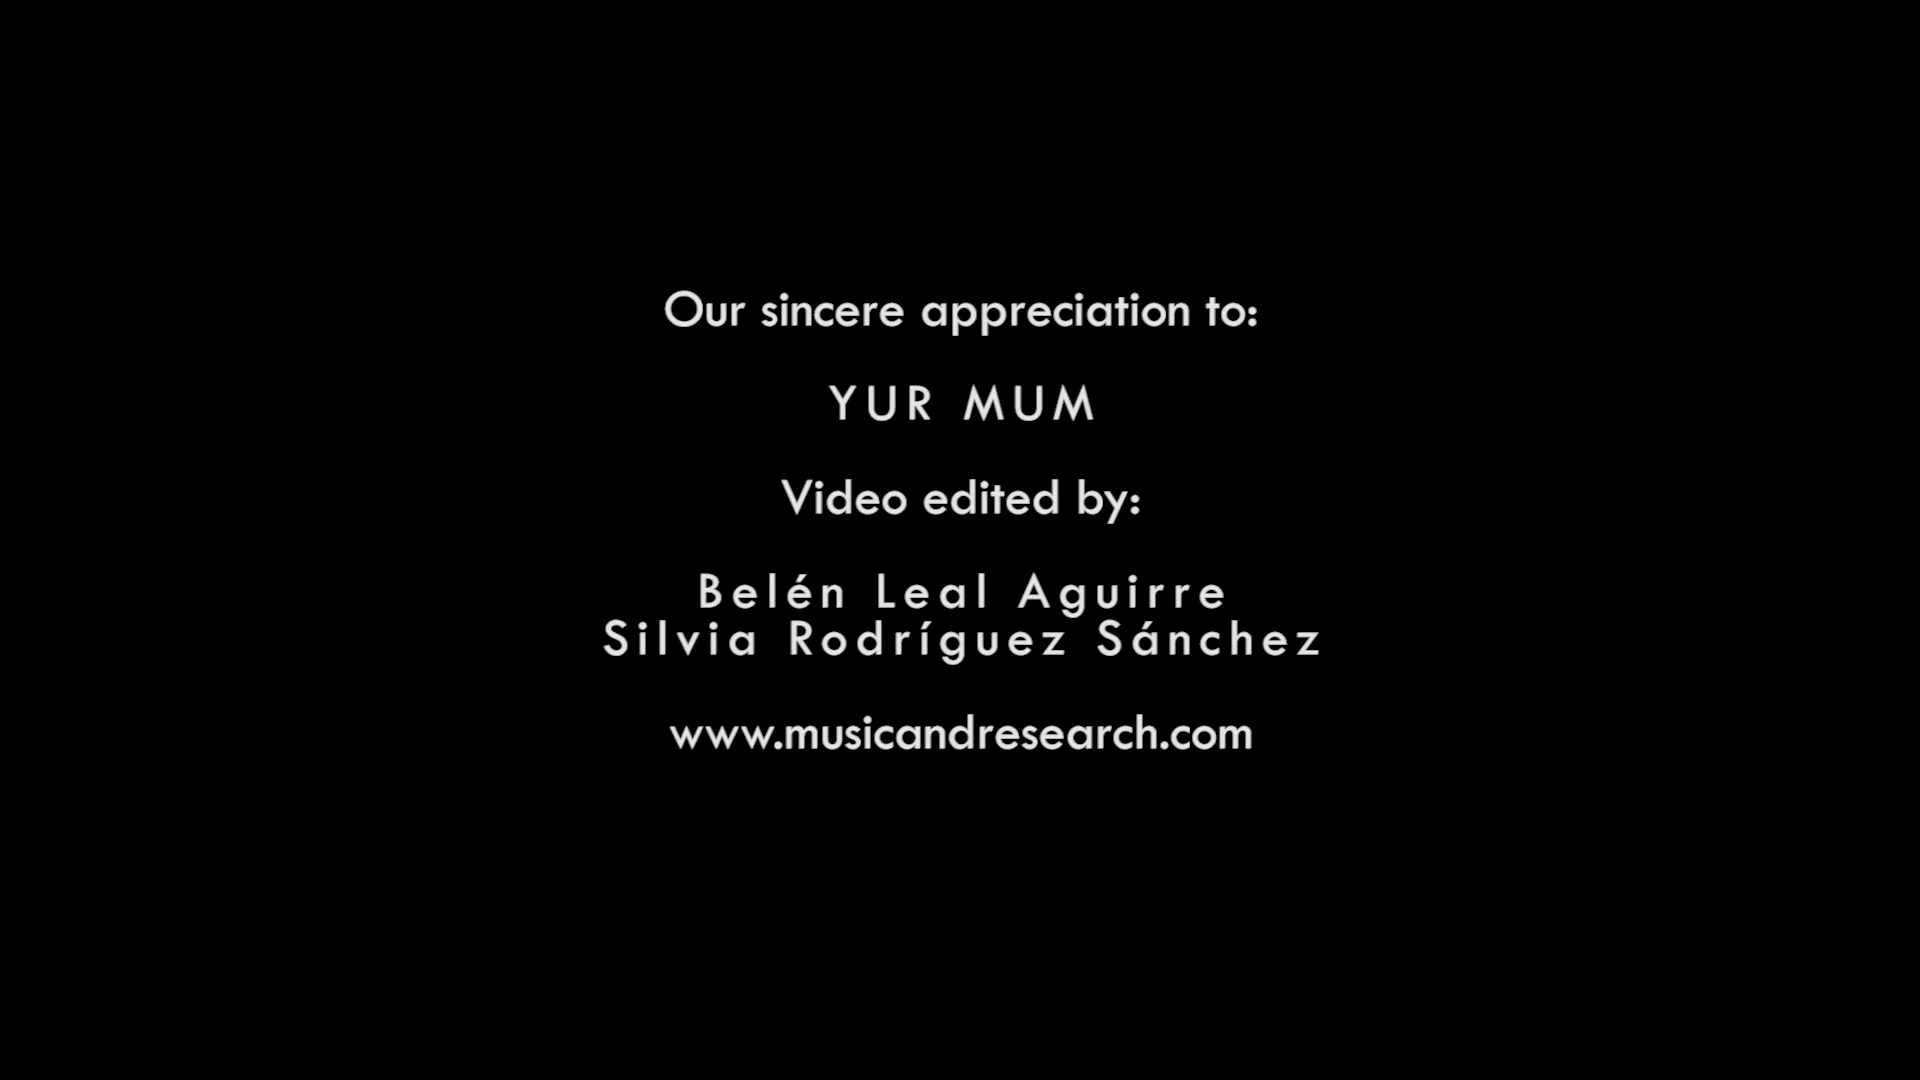 Our sincere appreciation to:
YUR MUM
Video edited by:
Belén Leal Aguirre
Silvia Rodríguez Sánchez
www.musicandresearch.com